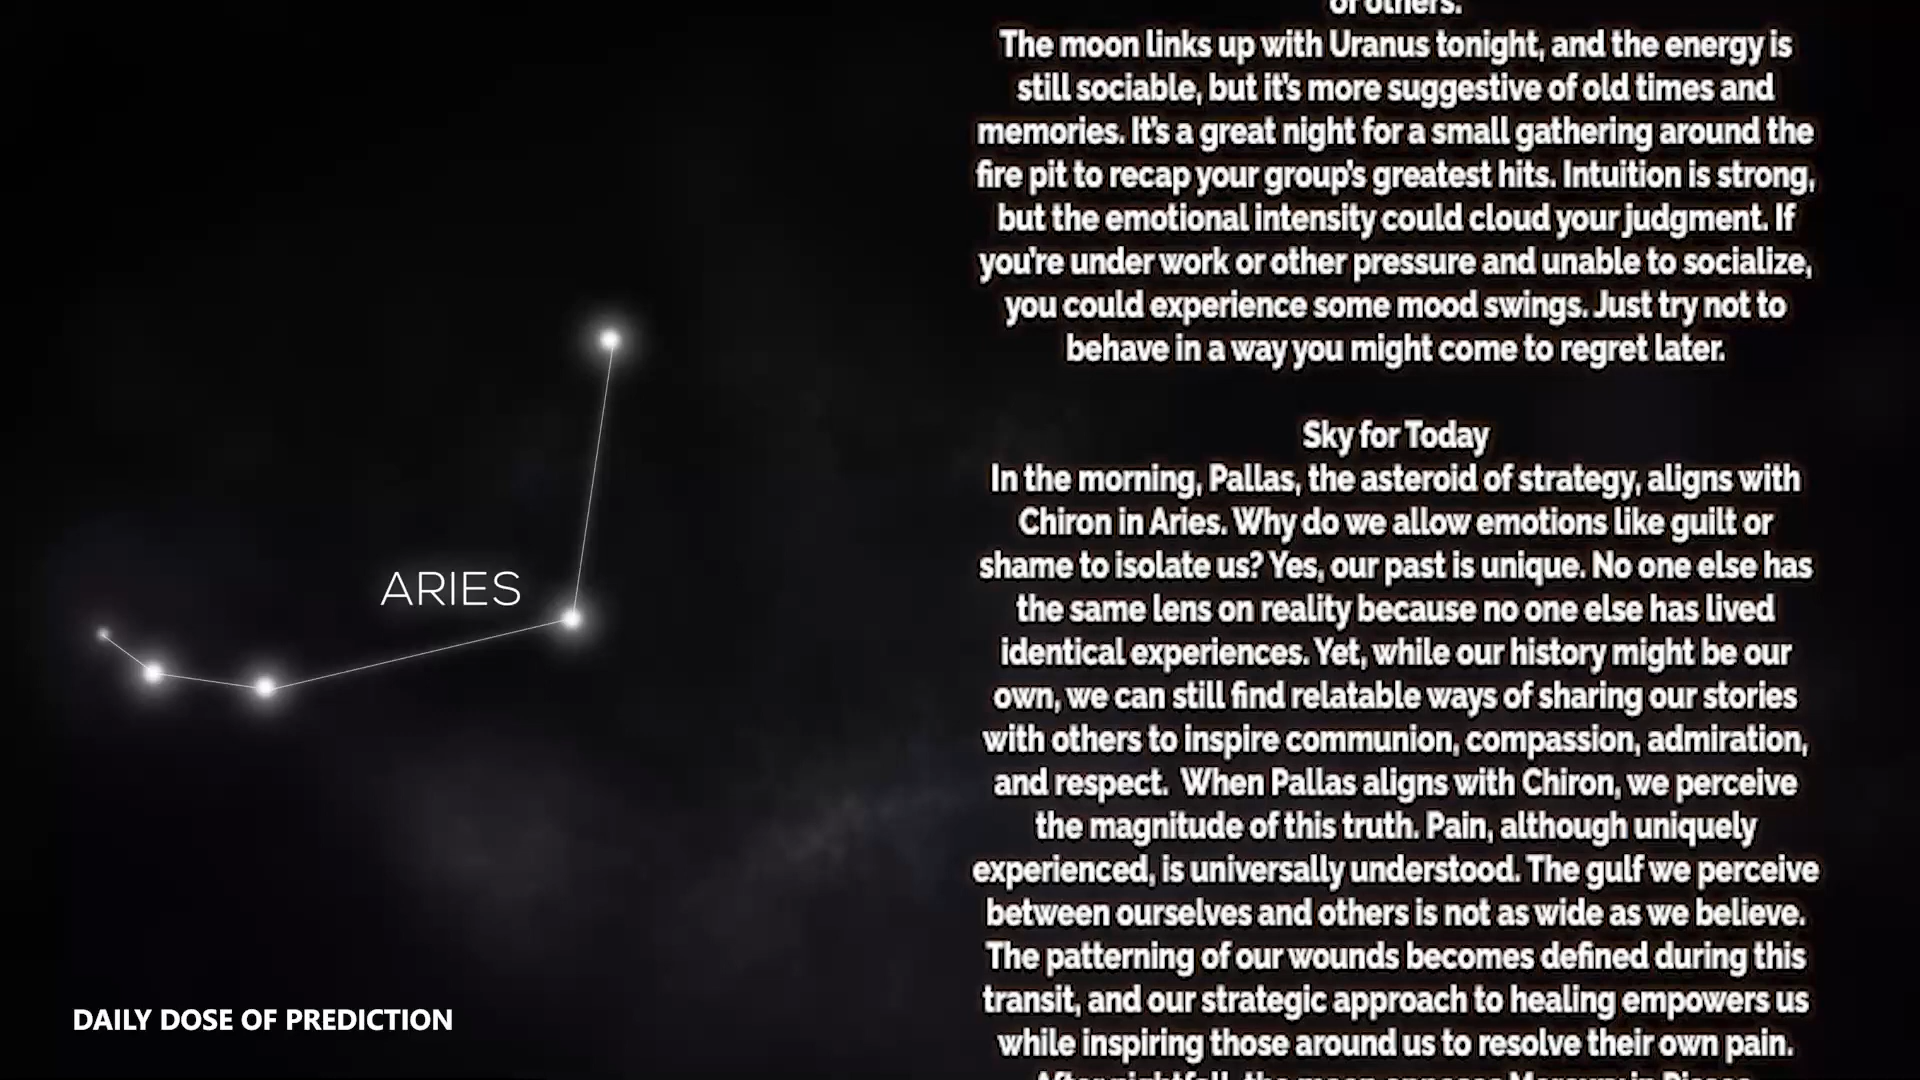 of others.
The moon links up with Uranus tonight, and the energy is
still sociable, but it's more suggestive of old times and
memories. It's a great night for a small gathering around the
fire pit to recap your group's greatest hits. Intuition is strong,
but the emotional intensity could cloud your judgment. If
you're under work or other pressure and unable to socialize,
you could experience some mood swings. Just try not to
behave in a way you might come to regret later.
Sky for Today
In the morning, Pallas, the asteroid of strategy, aligns with
Chiron in Aries. Why do we allow emotions like guilt or
shame to isolate us? Yes, our past is unique. No one else has
the same lens on reality because no one else has lived
identical experiences. Yet, while our history might be our
own, we can still find relatable ways of sharing our stories
with others to inspire communion, compassion, admiration,
and respect.  When Pallas aligns with Chiron, we perceive
the magnitude of this truth. Pain, although uniquely
experienced, is universally understood. The gulf we perceive
between ourselves and others is not as wide as we believe.
The patterning of our wounds becomes defined during this
transit, and our strategic approach to healing empowers us
while inspiring those around us to resolve their own pain.
After nightfall, the moon opposes Mercury in Pisces
ARIES
DAILY DOSE OF PREDICTION